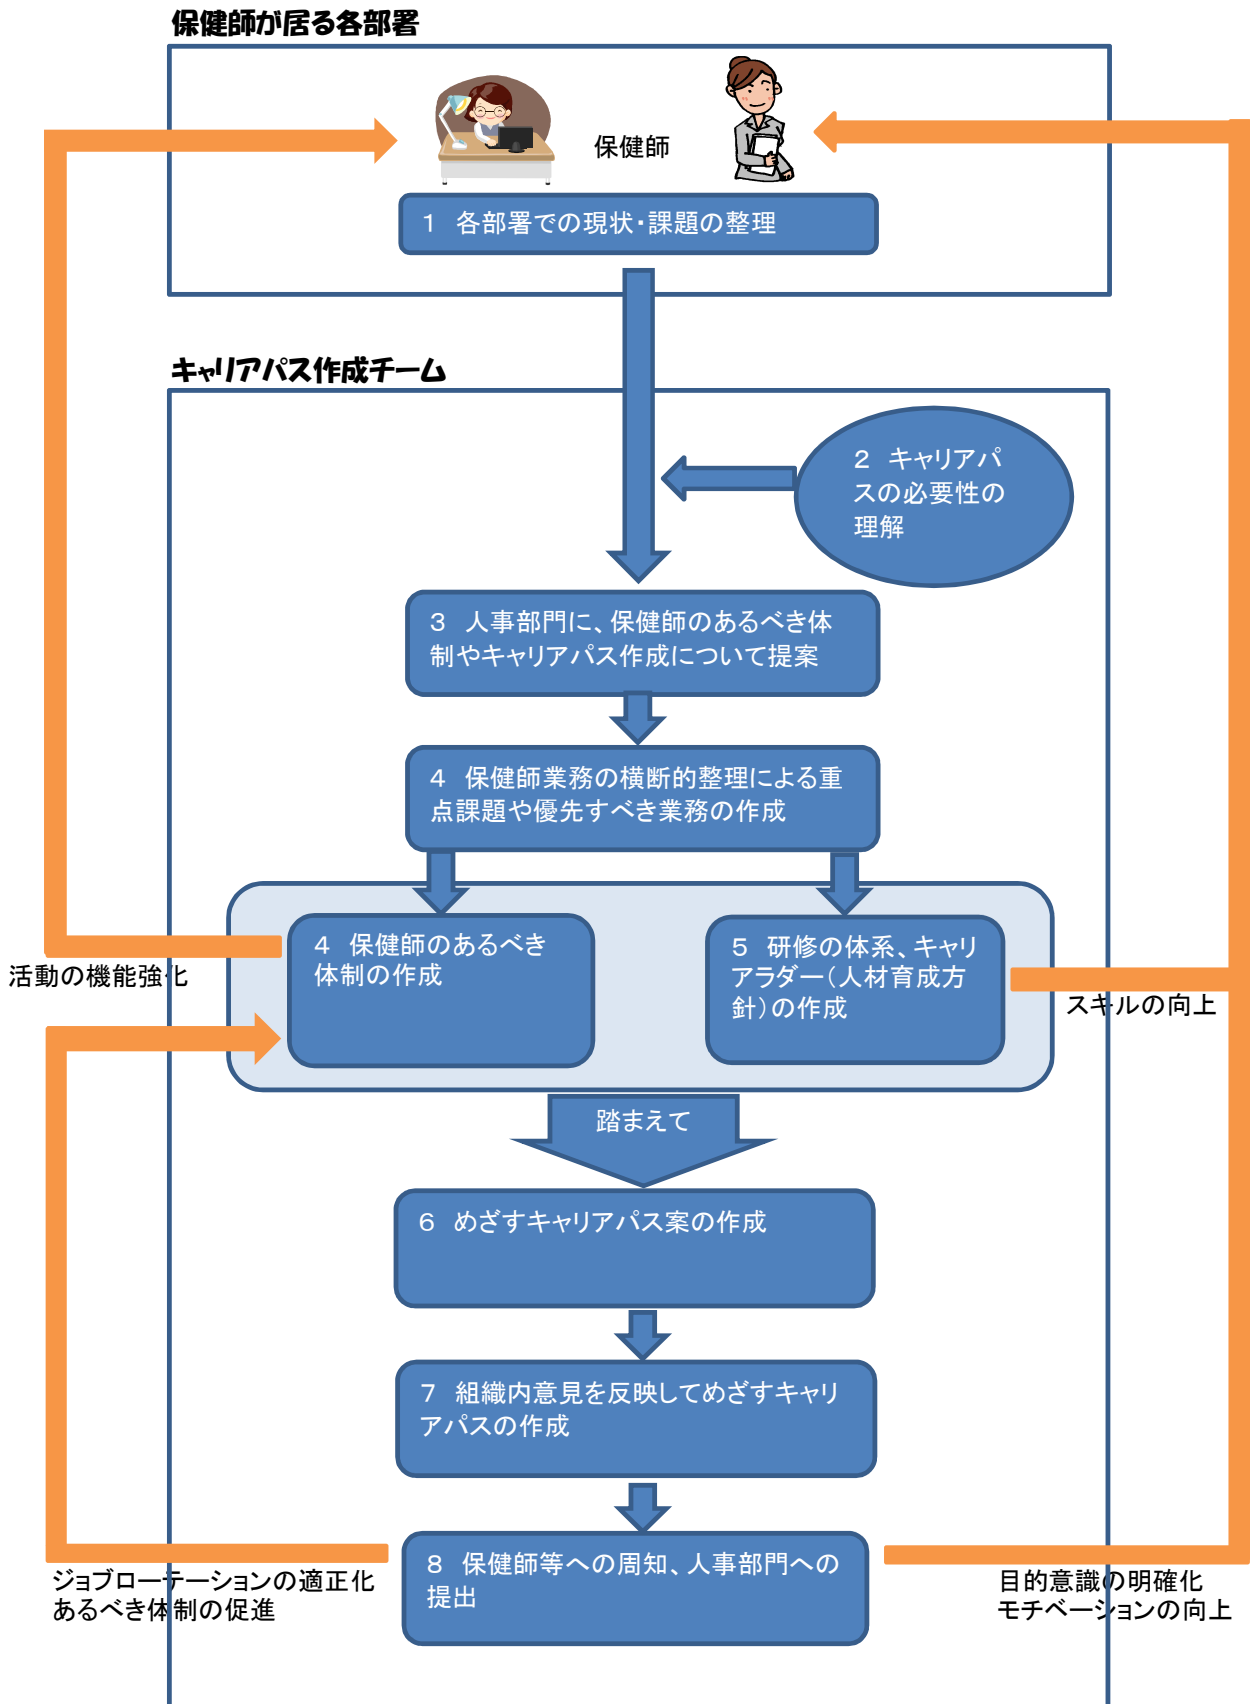 保健師が居る各部署
保健師
１　各部署での現状・課題の整理
キャリアパス作成チーム
２　キャリアパ
スの必要性の
理解
３　人事部門に、保健師のあるべき体
制やキャリアパス作成について提案
４　保健師業務の横断的整理による重
点課題や優先すべき業務の作成
４　保健師のあるべき
体制の作成
５　研修の体系、キャリ
アラダー（人材育成方
針）の作成
活動の機能強化
スキルの向上
踏まえて
６　めざすキャリアパス案の作成
７　組織内意見を反映してめざすキャリ
アパスの作成
８　保健師等への周知、人事部門への
提出
ジョブローテーションの適正化
あるべき体制の促進
目的意識の明確化
モチベーションの向上